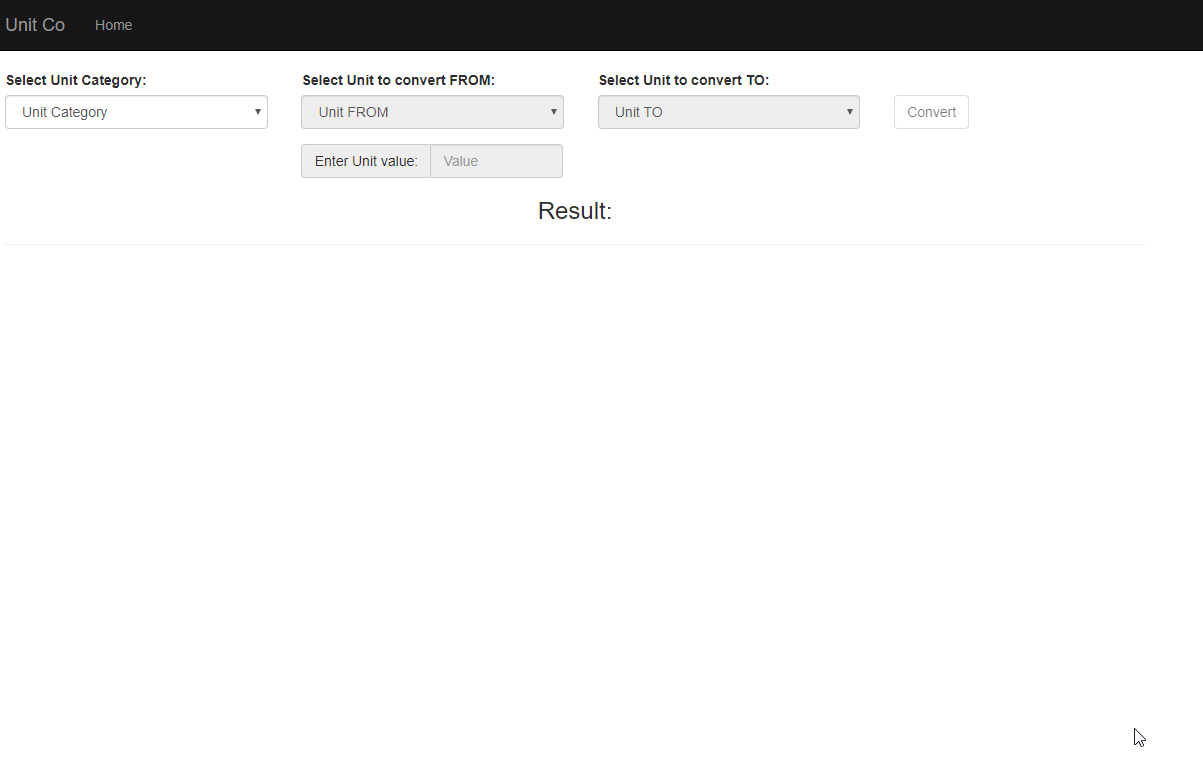 Unit Co Home
Select Unit Category: Select Unit to convert FROM: Select Unit to convert TO:
Unit Category Unit FROM Unit TO Convert
Enter Unit value: Value
Result: